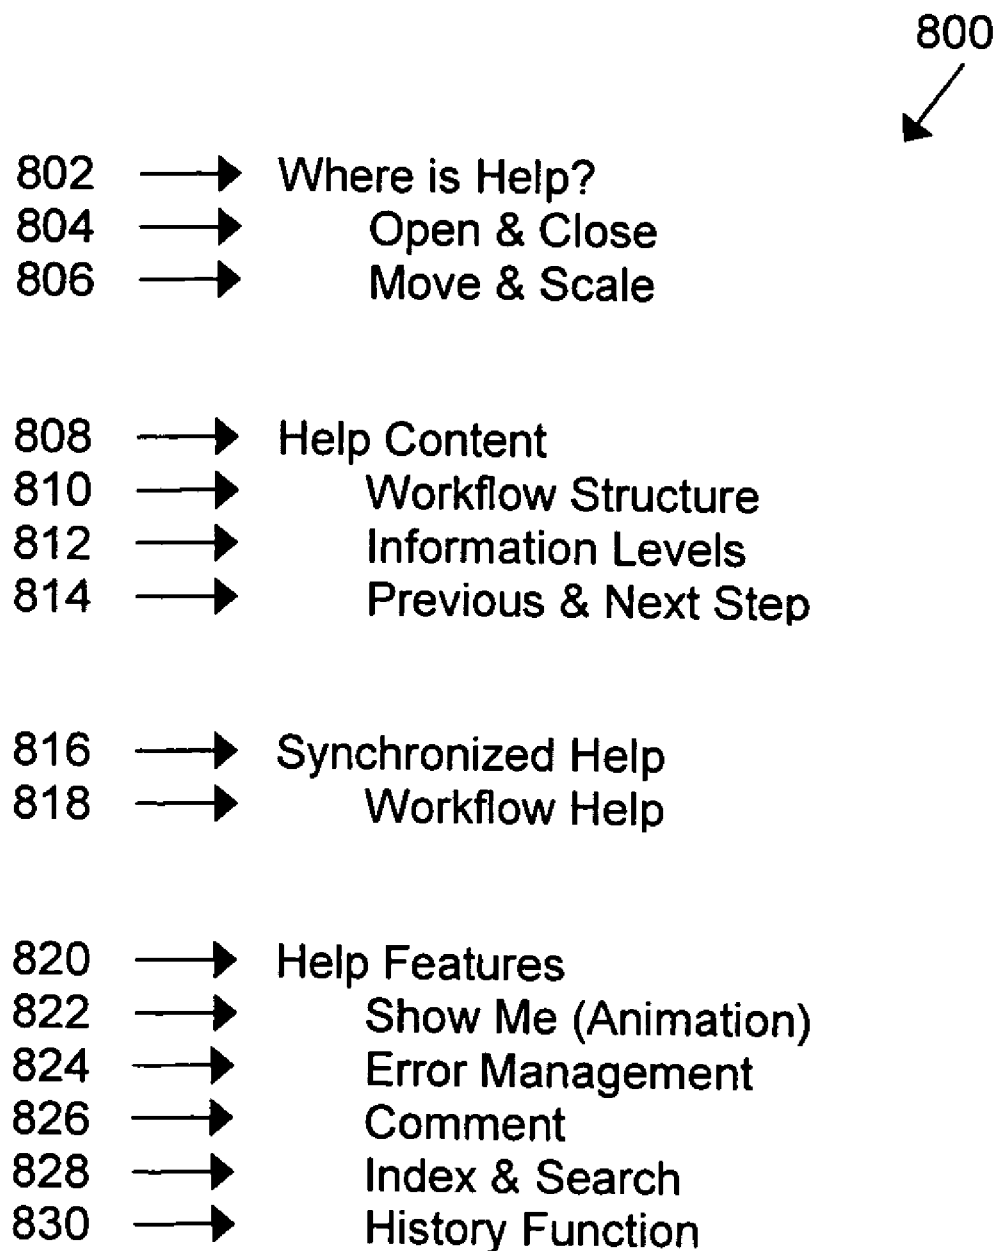 800
802 Where is Help?
804 Open & Close
806 Move & Scale
808 Help Content
810 Workflow Structure
812 Information Levels
814 Previous & Next Step
816 Synchronized Help
818 Workflow Help
820 Help Features
822 Show Me (Animation)
824 Error Management
826 Comment
828 Index & Search
830 History Function